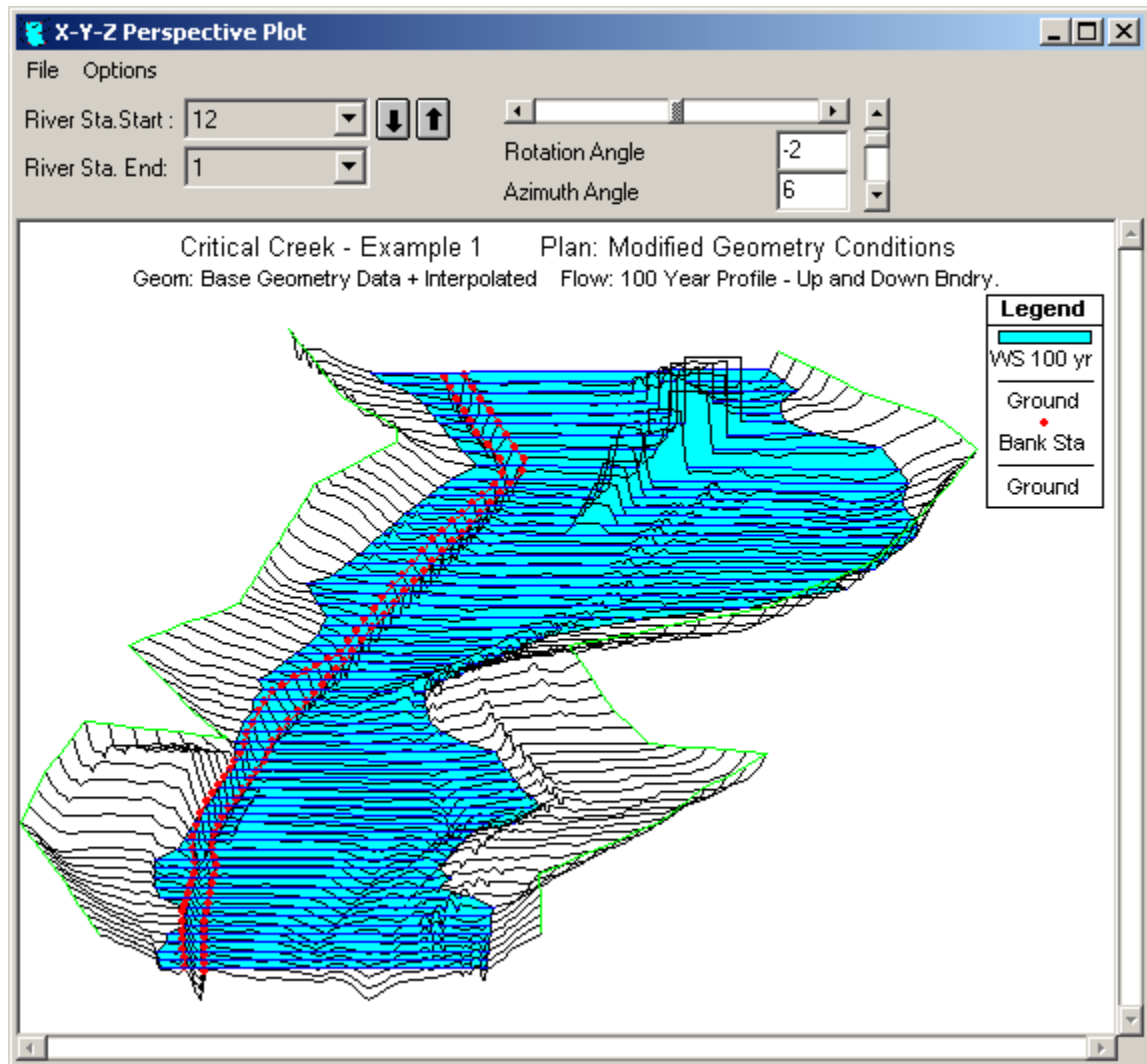 X-Y-Z Perspective Plot
File Options
River Sta.Start : 12
River Sta. End: 1
Rotation Angle -2
Azimuth Angle 6
Critical Creek - Example 1 Plan: Modified Geometry Conditions
Geom: Base Geometry Data + Interpolated Flow: 100 Year Profile - Up and Down Bndry.
Legend
WS 100 yr
Ground
Bank Sta
Ground